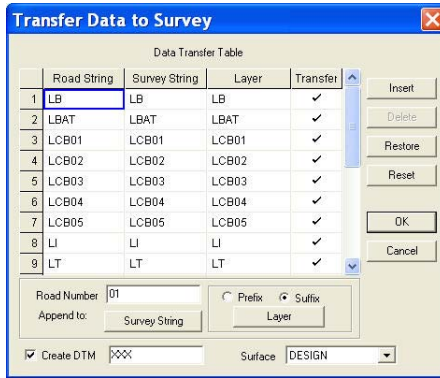 Transfer Data to Survey
Data Transfer Table
Road String Survey String Layer Transfer
1 LB LB LB ✓
2 LBAT LBAT LBAT ✓
3 LCB01 LCB01 LCB01 ✓
4 LCB02 LCB02 LCB02 ✓
5 LCB03 LCB03 LCB03 ✓
6 LCB04 LCB04 LCB04 ✓
7 LCB05 LCB05 LCB05 ✓
8 LI LI LI ✓
9 LT LT LT ✓
Insert
Delete
Restore
Reset
OK
Cancel
Road Number 01
Prefix Suffix
Append to: Survey String Layer
Create DTM XXX Surface DESIGN